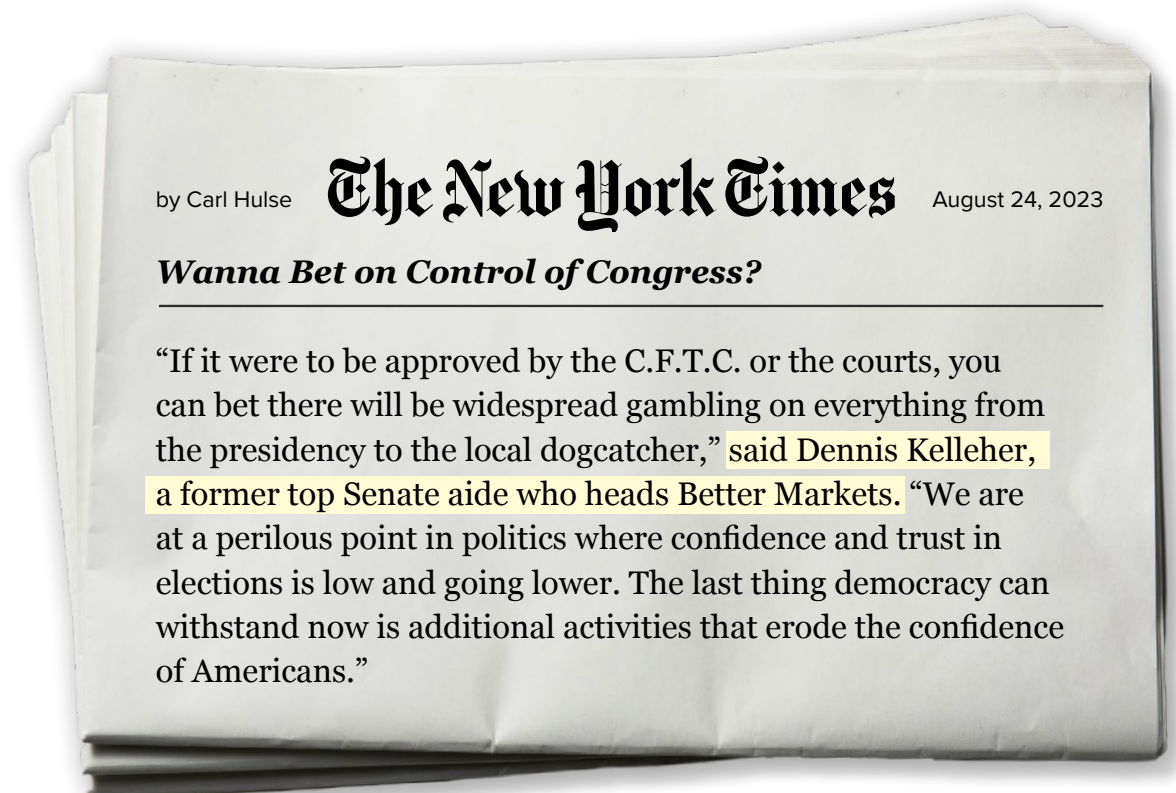 by Carl Hulse The New York Times August 24, 2023
Wanna Bet on Control of Congress?
“If it were to be approved by the C.F.T.C. or the courts, you
can bet there will be widespread gambling on everything from
the presidency to the local dogcatcher,” said Dennis Kelleher,
a former top Senate aide who heads Better Markets. “We are
at a perilous point in politics where confidence and trust in
elections is low and going lower. The last thing democracy can
withstand now is additional activities that erode the confidence
of Americans.”